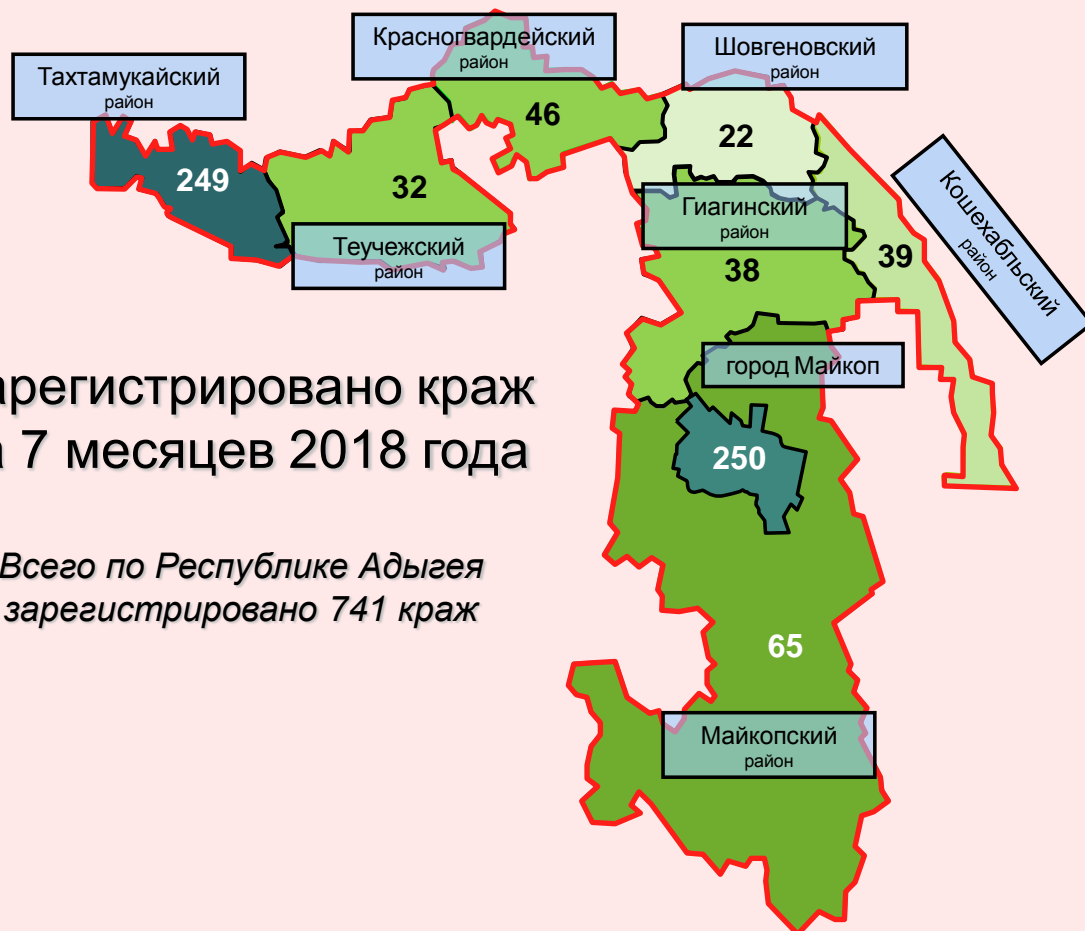 Красногвардейский
район
Шовгеновский
район
Тахтамукайский
район
46
22
249
32
Кошехабльский
район
Гиагинский
район
Теучежский
район
38
39
город Майкоп
арегистрировано краж
а 7 месяцев 2018 года
250
Всего по Республике Адыгея
зарегистрировано 741 краж
65
Майкопский
район